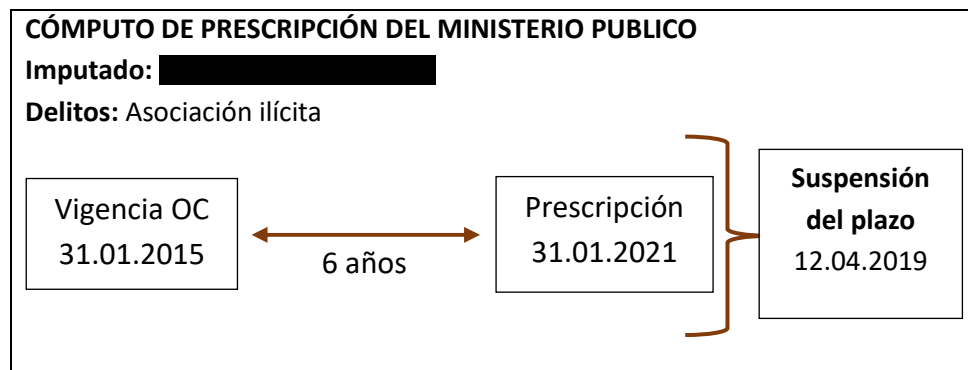 CÓMPUTO DE PRESCRIPCIÓN DEL MINISTERIO PUBLICO
Imputado:
Delitos: Asociación ilícita
Vigencia OC
31.01.2015
6 años
Prescripción
31.01.2021
Suspensión
del plazo
12.04.2019